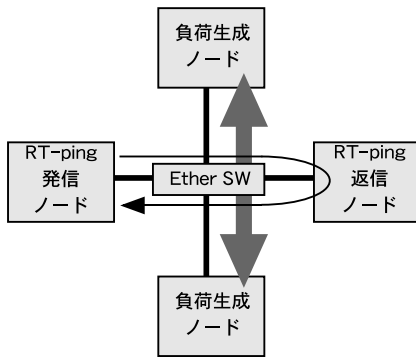 負荷生成
ノード
RT-ping
発信
ノード
Ether SW
RT-ping
返信
ノード
負荷生成
ノード